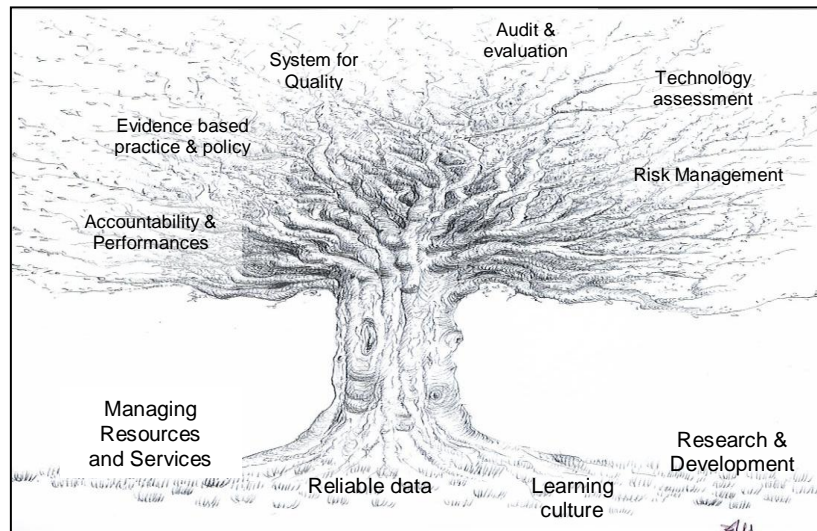 Audit &
evaluation
System for
Quality
Technology
assessment
Evidence based
practice & policy
Risk Management
Accountability &
Performances
Managing
Resources
and Services
Research &
Development
Reliable data
Learning
culture